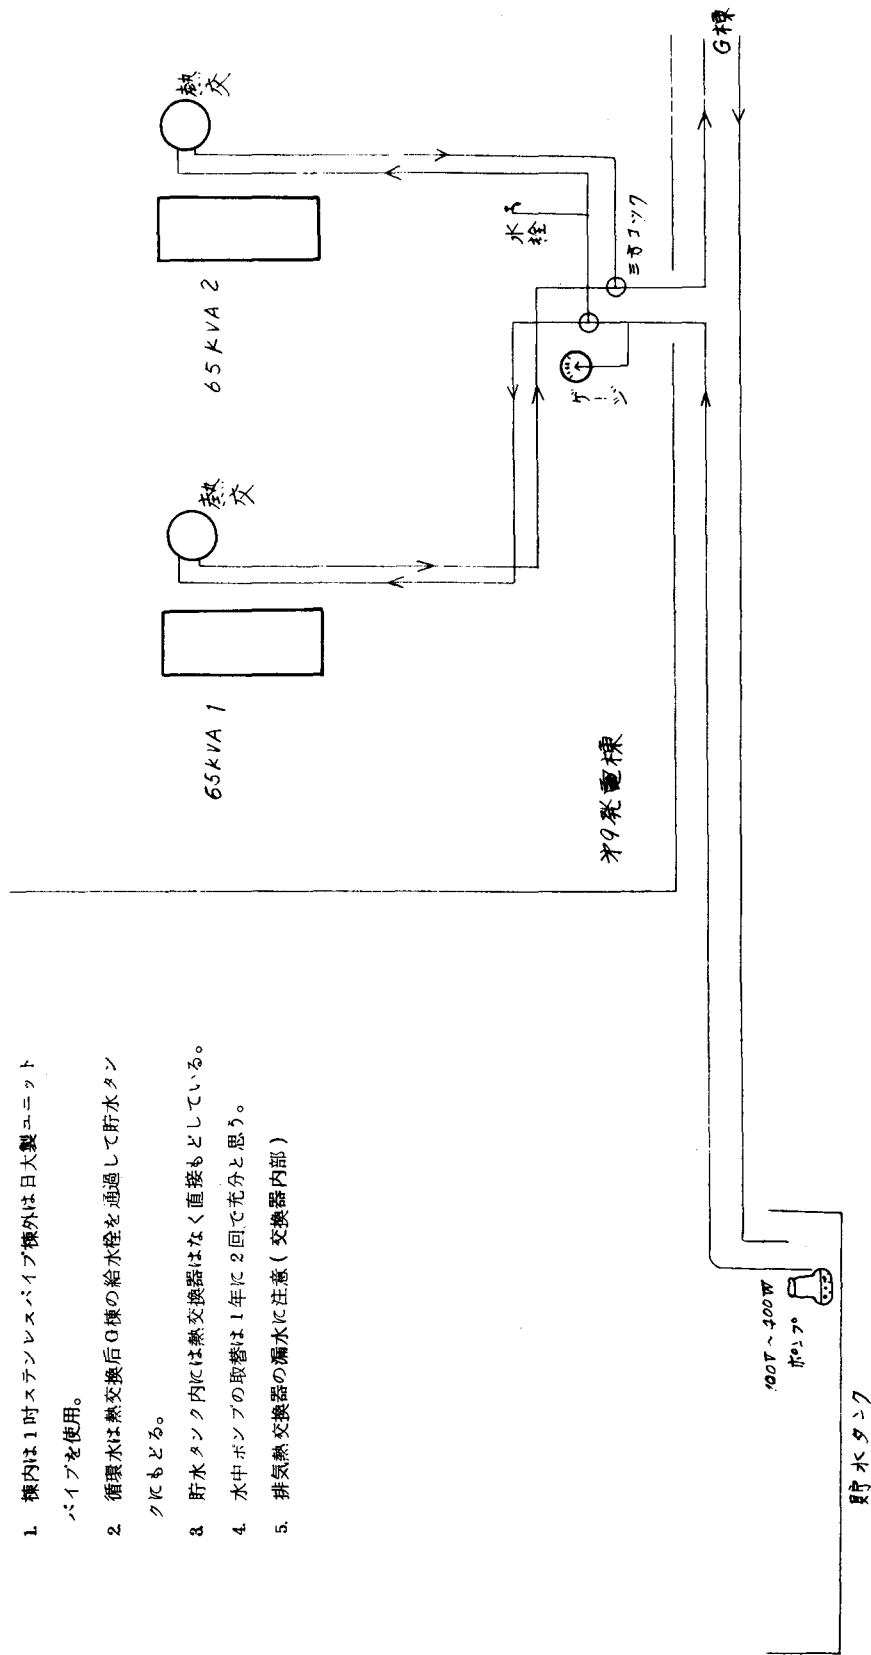 1. 棟内は1吋ステンレスパイプ棟外は日大製ユニット
パイプを使用。
2. 循環水は熱交換后G棟の給水栓を通過して貯水タン
クにもどる。
3. 貯水タンク内には熱交換器はなく直接もどしている。
4. 水中ポンプの取替は1年に2回で充分と思う。
5. 排気熱交換器の漏水に注意(交換器内部)
65KVA 1
熱
交
65KVA 2
熱
交
水
栓
三方コック
ゲージ
G棟
第9発電棟
100V～400W
ポンプ
貯水タンク